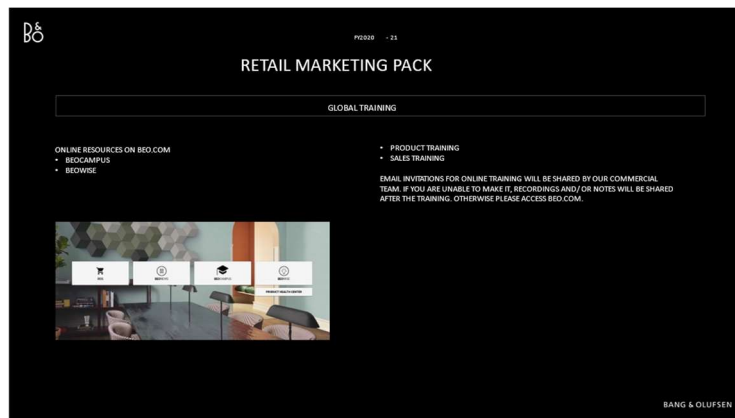 B&O
FY2020 - 21
RETAIL MARKETING PACK
GLOBAL TRAINING
ONLINE RESOURCES ON BEO.COM
• BEOCAMPUS
• BEOWISE
• PRODUCT TRAINING
• SALES TRAINING
EMAIL INVITATIONS FOR ONLINE TRAINING WILL BE SHARED BY OUR COMMERCIAL
TEAM. IF YOU ARE UNABLE TO MAKE IT, RECORDINGS AND/ OR NOTES WILL BE SHARED
AFTER THE TRAINING. OTHERWISE PLEASE ACCESS BEO.COM.
PRODUCT HEALTH CENTER
BANG & OLUFSEN